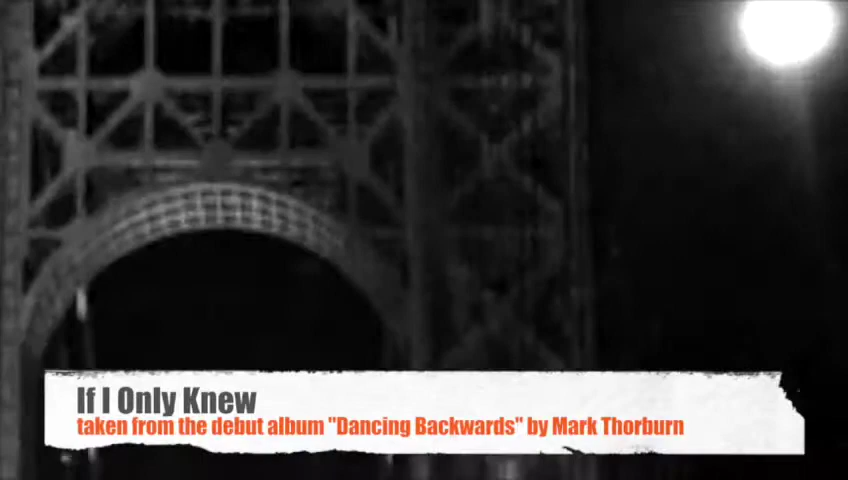 If I Only Knew
taken from the debut album "Dancing Backwards" by Mark Thorburn